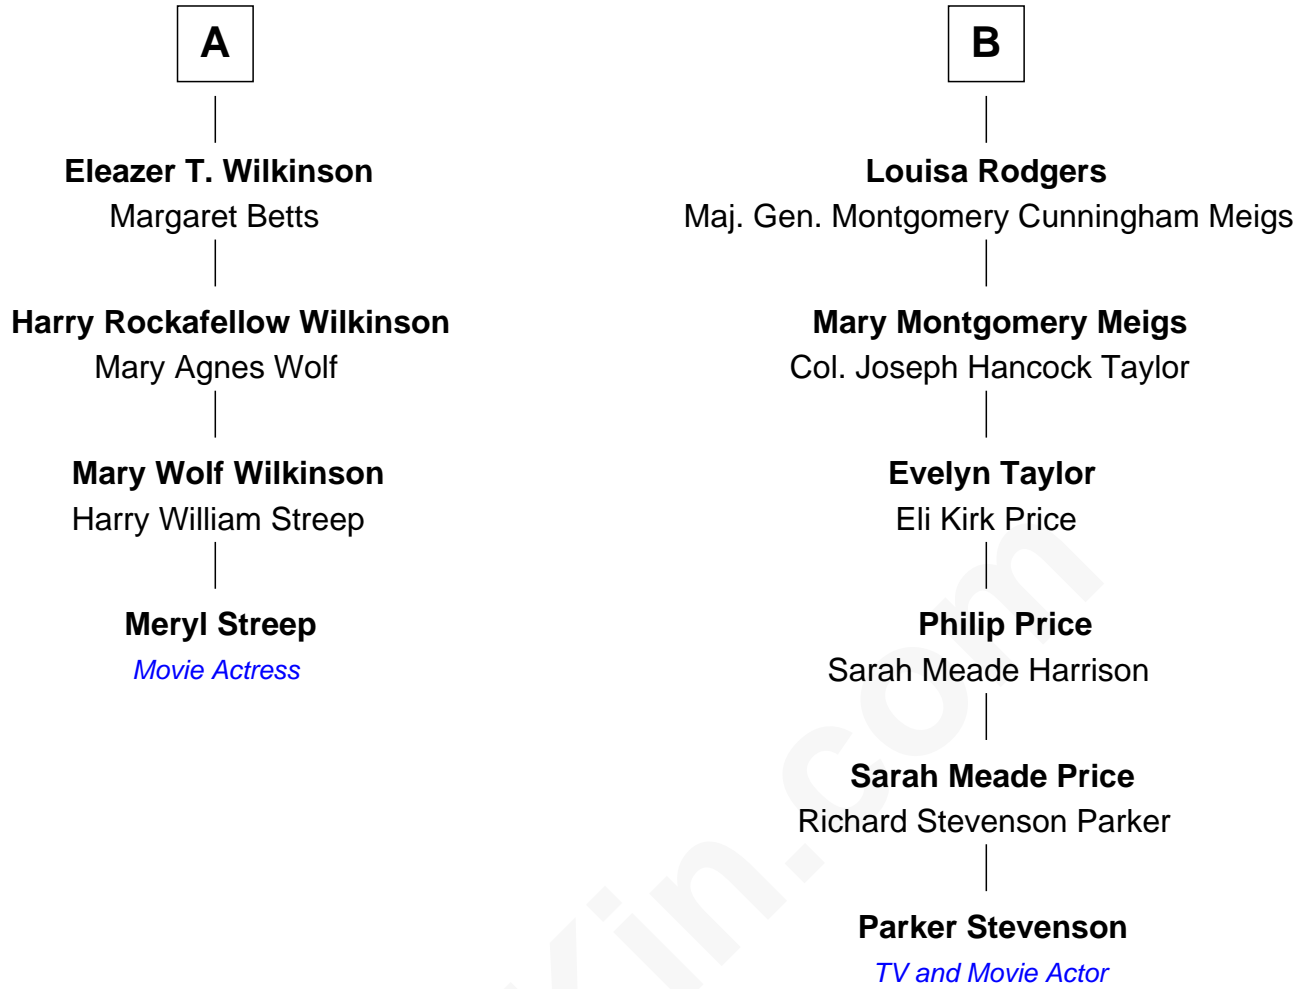 A
Eleazer T. Wilkinson
Margaret Betts
Harry Rockafellow Wilkinson
Mary Agnes Wolf
Mary Wolf Wilkinson
Harry William Streep
Meryl Streep
Movie Actress
B
Louisa Rodgers
Maj. Gen. Montgomery Cunningham Meigs
Mary Montgomery Meigs
Col. Joseph Hancock Taylor
Evelyn Taylor
Eli Kirk Price
Philip Price
Sarah Meade Harrison
Sarah Meade Price
Richard Stevenson Parker
Parker Stevenson
TV and Movie Actor